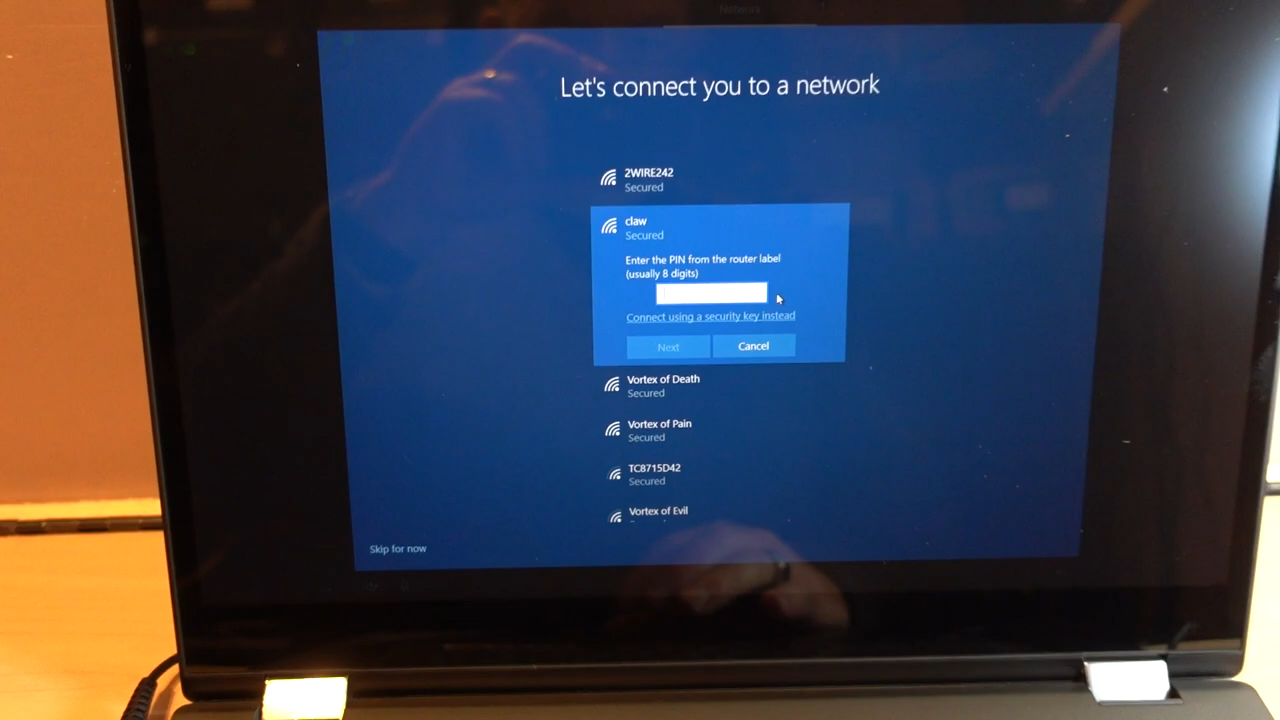 Network
Let's connect you to a network
2WIRE242
Secured
claw
Secured
Enter the PIN from the router label
(usually 8 digits)
Connect using a security key instead
Next
Cancel
Vortex of Death
Secured
Vortex of Pain
Secured
TC8715D42
Secured
Vortex of Evil
Skip for now